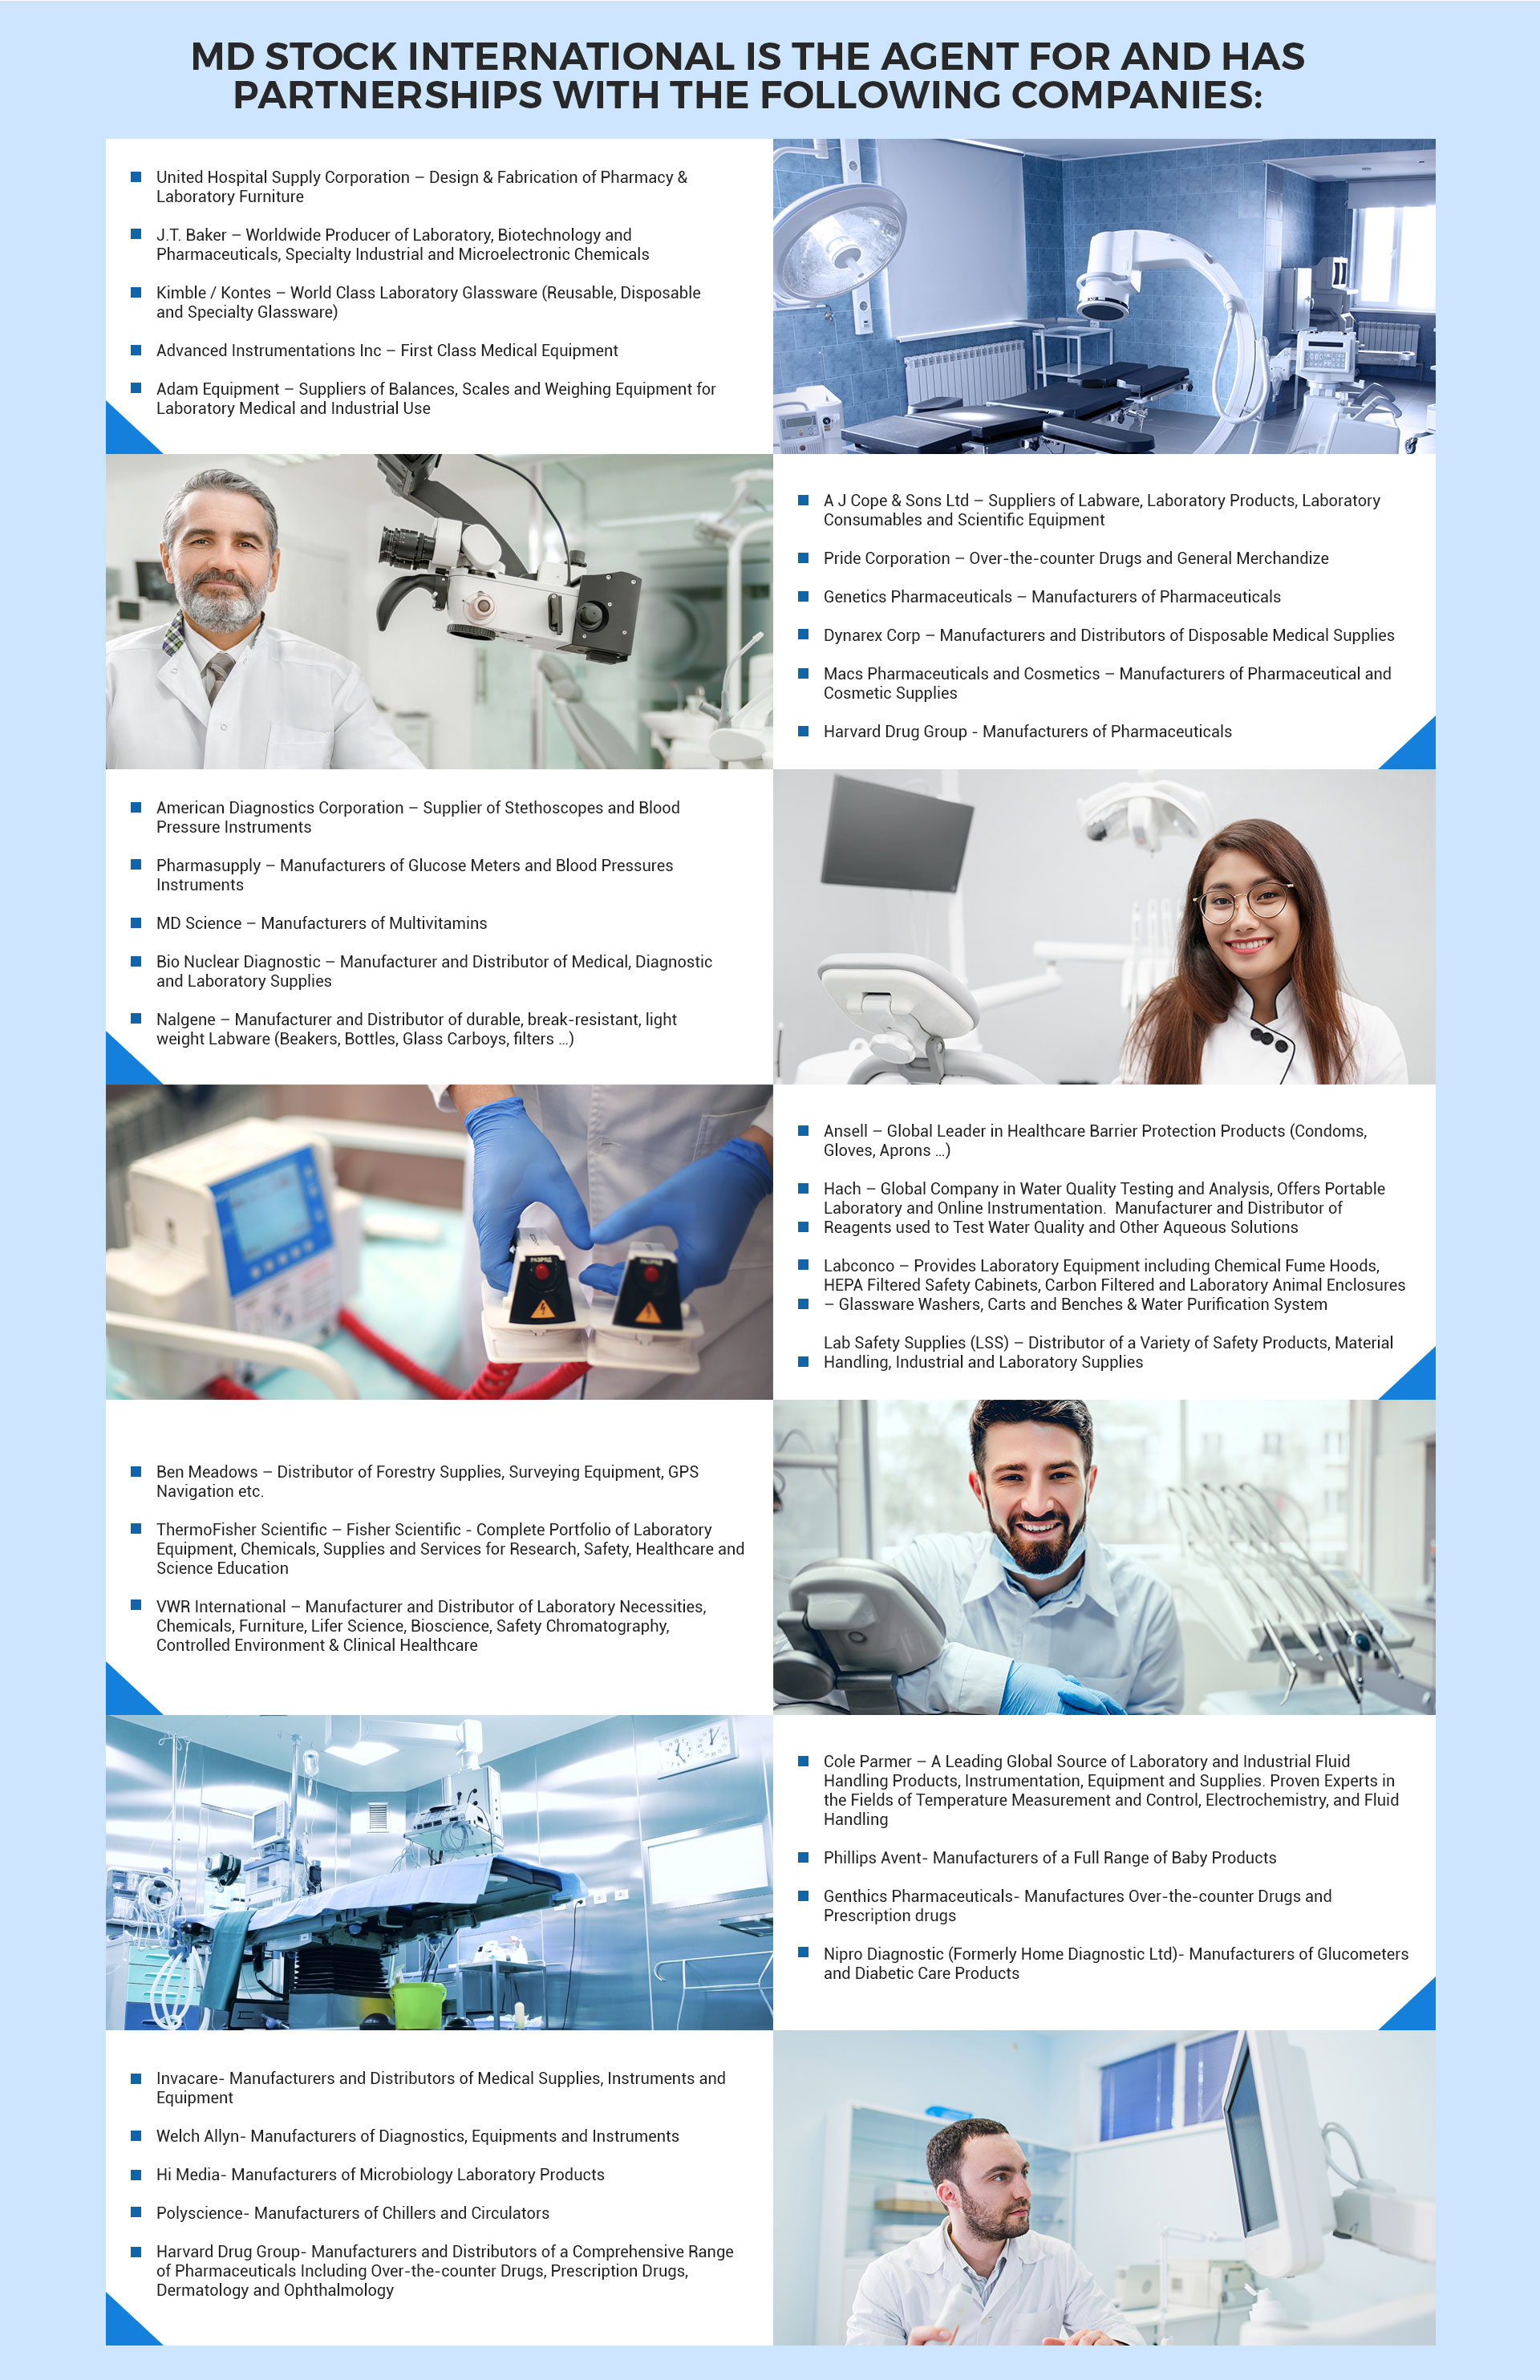 MD STOCK INTERNATIONAL IS THE AGENT FOR AND HAS
PARTNERSHIPS WITH THE FOLLOWING COMPANIES:
United Hospital Supply Corporation – Design & Fabrication of Pharmacy &
Laboratory Furniture
J.T. Baker – Worldwide Producer of Laboratory, Biotechnology and
Pharmaceuticals, Specialty Industrial and Microelectronic Chemicals
Kimble / Kontes – World Class Laboratory Glassware (Reusable, Disposable
and Specialty Glassware)
Advanced Instrumentations Inc – First Class Medical Equipment
Adam Equipment – Suppliers of Balances, Scales and Weighing Equipment for
Laboratory Medical and Industrial Use
A J Cope & Sons Ltd – Suppliers of Labware, Laboratory Products, Laboratory
Consumables and Scientific Equipment
Pride Corporation – Over-the-counter Drugs and General Merchandize
Genetics Pharmaceuticals – Manufacturers of Pharmaceuticals
Dynarex Corp – Manufacturers and Distributors of Disposable Medical Supplies
Macs Pharmaceuticals and Cosmetics – Manufacturers of Pharmaceutical and
Cosmetic Supplies
Harvard Drug Group - Manufacturers of Pharmaceuticals
American Diagnostics Corporation – Supplier of Stethoscopes and Blood
Pressure Instruments
Pharmasupply – Manufacturers of Glucose Meters and Blood Pressures
Instruments
MD Science – Manufacturers of Multivitamins
Bio Nuclear Diagnostic – Manufacturer and Distributor of Medical, Diagnostic
and Laboratory Supplies
Nalgene – Manufacturer and Distributor of durable, break-resistant, light
weight Labware (Beakers, Bottles, Glass Carboys, filters …)
РАЗРЯД
Ansell – Global Leader in Healthcare Barrier Protection Products (Condoms,
Gloves, Aprons …)
Hach – Global Company in Water Quality Testing and Analysis, Offers Portable
Laboratory and Online Instrumentation.  Manufacturer and Distributor of
Reagents used to Test Water Quality and Other Aqueous Solutions
Labconco – Provides Laboratory Equipment including Chemical Fume Hoods,
HEPA Filtered Safety Cabinets, Carbon Filtered and Laboratory Animal Enclosures
– Glassware Washers, Carts and Benches & Water Purification System
Lab Safety Supplies (LSS) – Distributor of a Variety of Safety Products, Material
Handling, Industrial and Laboratory Supplies
Ben Meadows – Distributor of Forestry Supplies, Surveying Equipment, GPS
Navigation etc.
ThermoFisher Scientific – Fisher Scientific - Complete Portfolio of Laboratory
Equipment, Chemicals, Supplies and Services for Research, Safety, Healthcare and
Science Education
VWR International – Manufacturer and Distributor of Laboratory Necessities,
Chemicals, Furniture, Lifer Science, Bioscience, Safety Chromatography,
Controlled Environment & Clinical Healthcare
Cole Parmer – A Leading Global Source of Laboratory and Industrial Fluid
Handling Products, Instrumentation, Equipment and Supplies. Proven Experts in
the Fields of Temperature Measurement and Control, Electrochemistry, and Fluid
Handling
Phillips Avent- Manufacturers of a Full Range of Baby Products
Genthics Pharmaceuticals- Manufactures Over-the-counter Drugs and
Prescription drugs
Nipro Diagnostic (Formerly Home Diagnostic Ltd)- Manufacturers of Glucometers
and Diabetic Care Products
Invacare- Manufacturers and Distributors of Medical Supplies, Instruments and
Equipment
Welch Allyn- Manufacturers of Diagnostics, Equipments and Instruments
Hi Media- Manufacturers of Microbiology Laboratory Products
Polyscience- Manufacturers of Chillers and Circulators
Harvard Drug Group- Manufacturers and Distributors of a Comprehensive Range
of Pharmaceuticals Including Over-the-counter Drugs, Prescription Drugs,
Dermatology and Ophthalmology